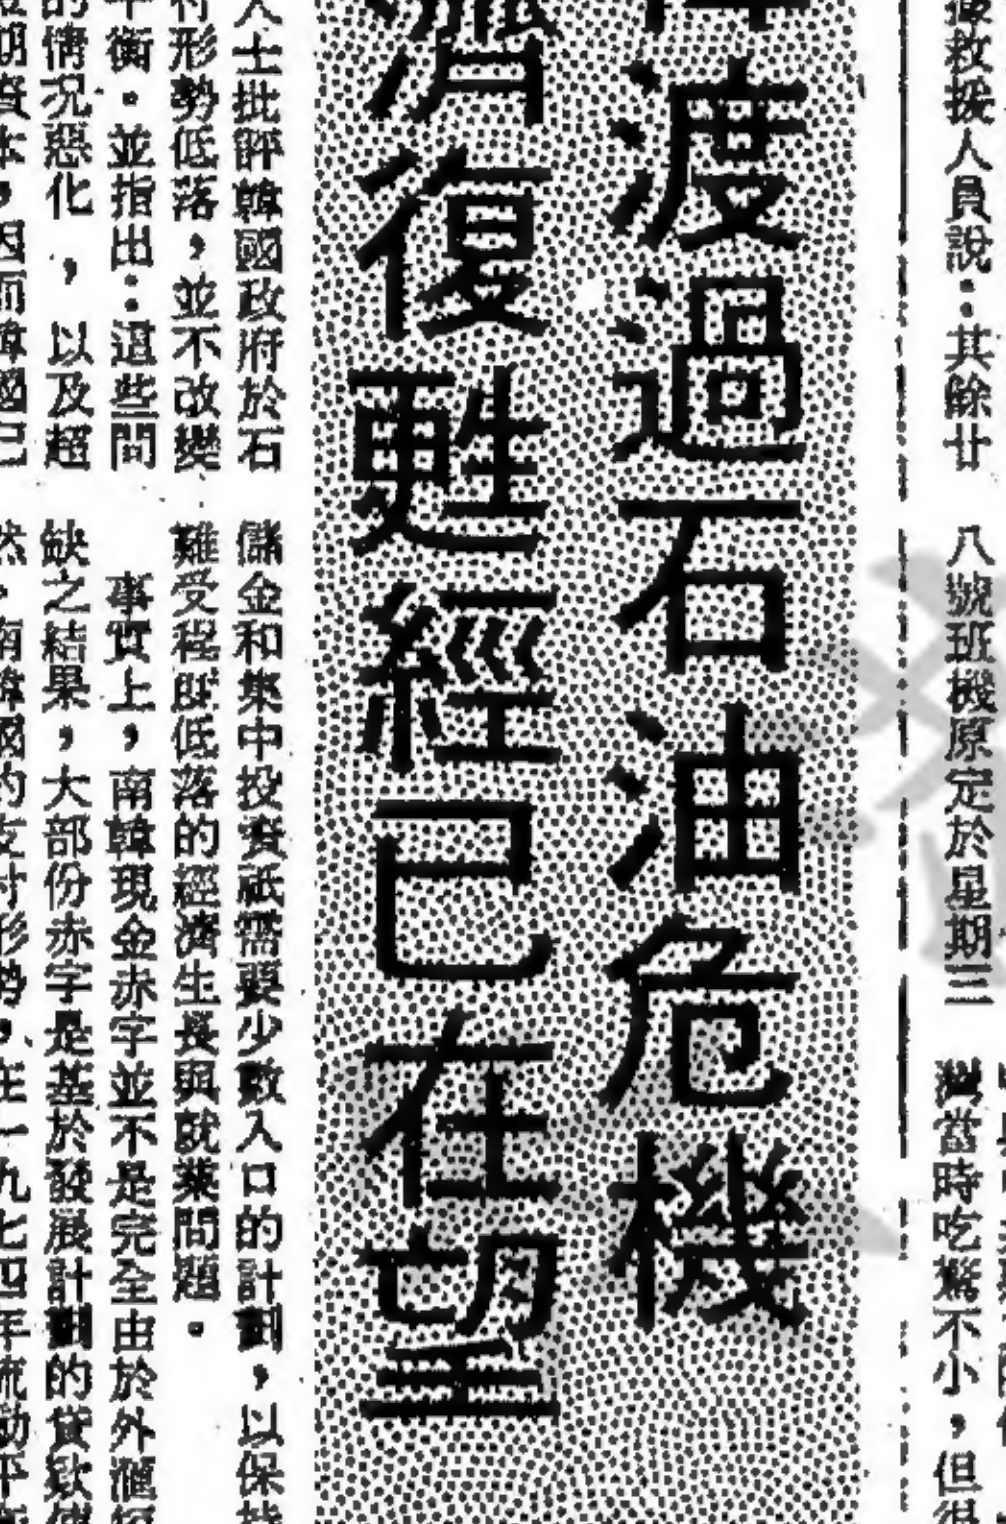 救援人員說：其餘廿
八號班機原定於星期三
當時吃驚不小，但
渡過石油危機
復甦經已在望
人士批評韓國政府於石
形勢低落，並不改變
衡。並指出：這些問
情況惡化，以及超
儲金和集中投資祇需要少數入口的計劃，以保
難受程度低落的經濟生長與就業問題。
事實上，南韓現金赤字並不是完全由於外滙短
缺之結果，大部份赤字是基於發展計劃的貸欵
南韓國的支付形勢，在一九七四年流動平